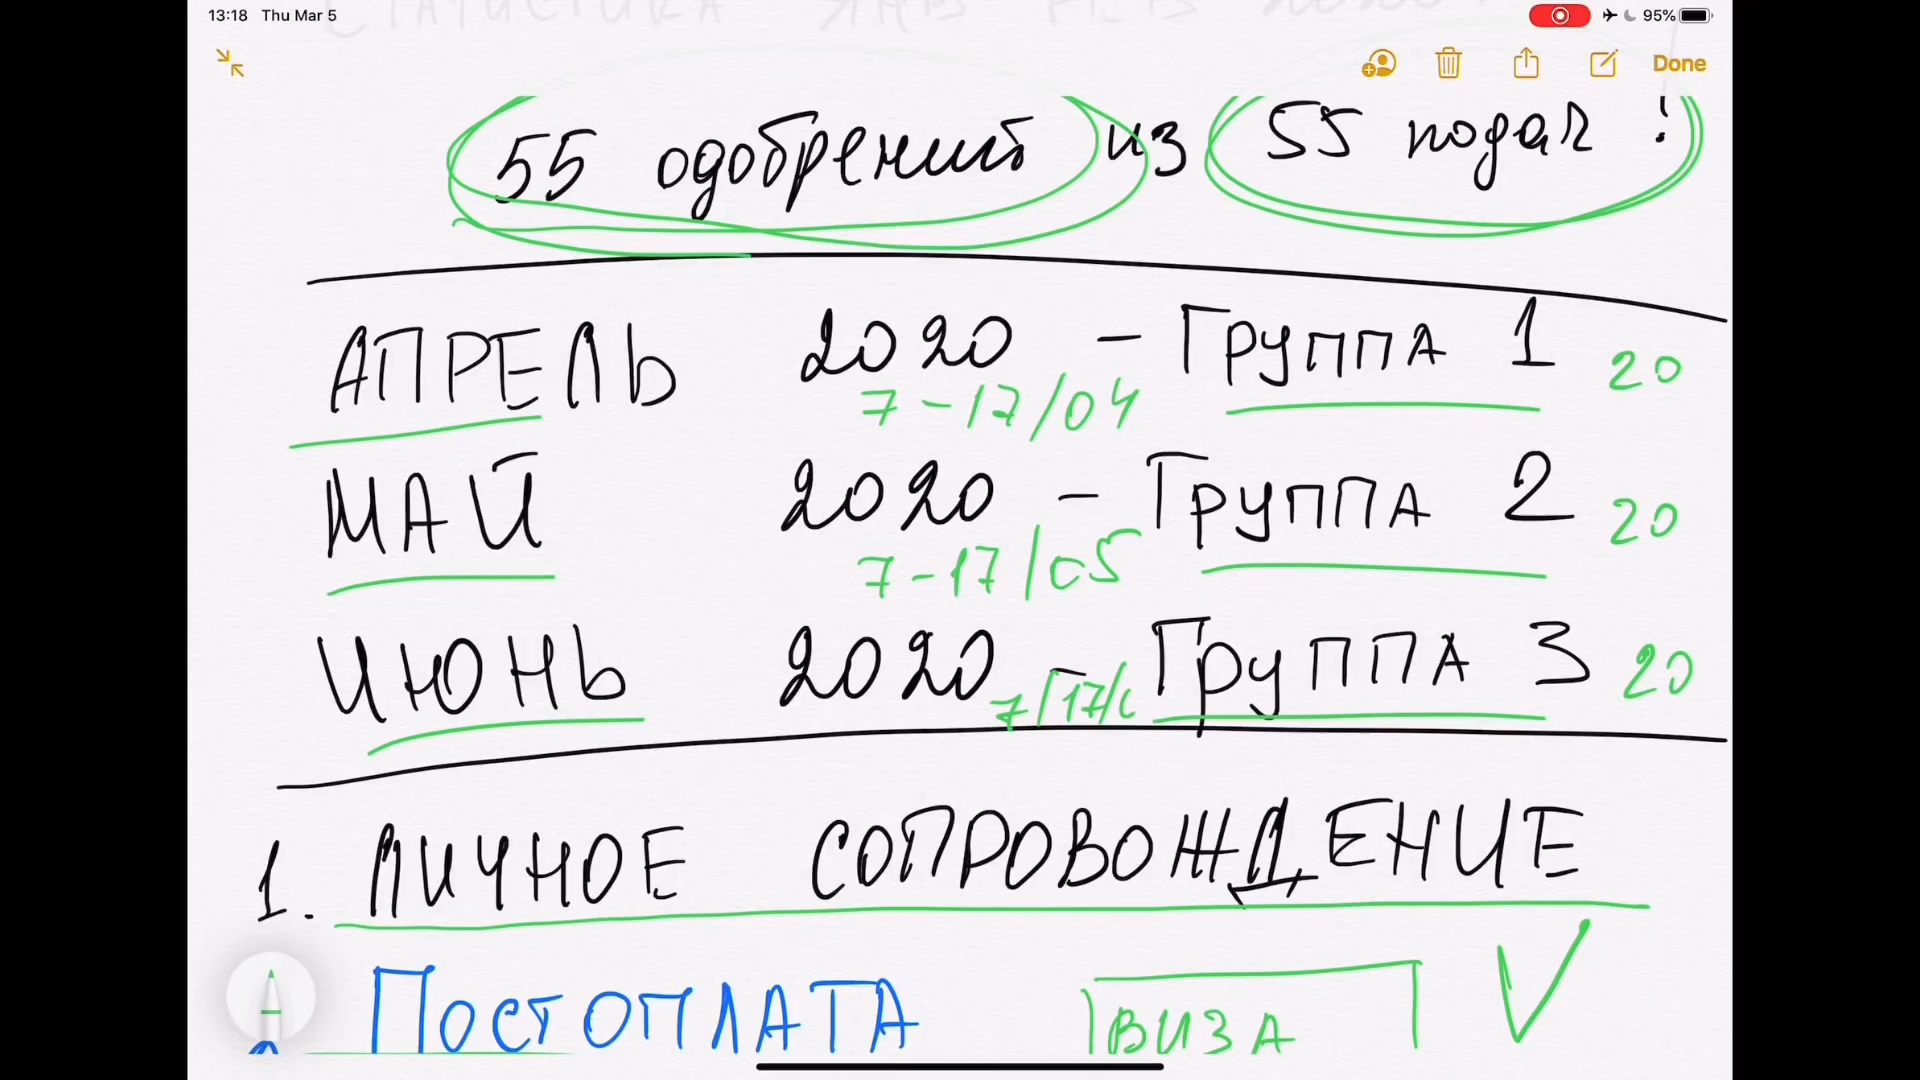 13:18 Thu Mar 5
95%
Done
55 одобрений из 55 подач !
АПРЕЛЬ 2020 - Группа 1 20
7-17/04
МАЙ 2020 - Группа 2 20
7-17/05
ИЮНЬ 2020 - Группа 3 20
7/17/
1. ЛИЧНОЕ СОПРОВОЖДЕНИЕ
ПОСТОПЛАТА ВИЗА